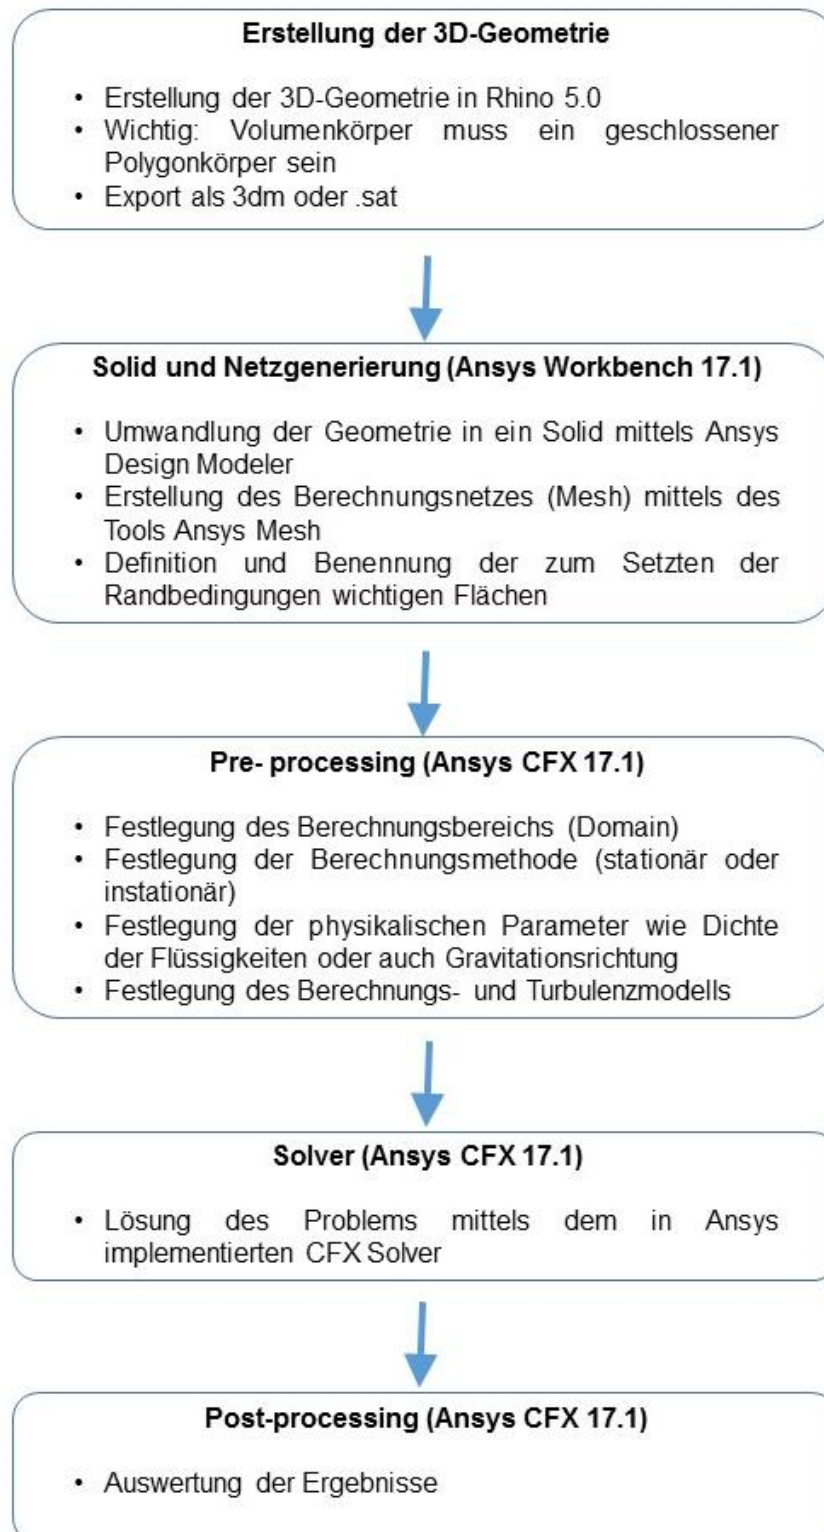 Erstellung der 3D-Geometrie
• Erstellung der 3D-Geometrie in Rhino 5.0
• Wichtig: Volumenkörper muss ein geschlossener
Polygonkörper sein
• Export als 3dm oder .sat
Solid und Netzgenerierung (Ansys Workbench 17.1)
• Umwandlung der Geometrie in ein Solid mittels Ansys
Design Modeler
• Erstellung des Berechnungsnetzes (Mesh) mittels des
Tools Ansys Mesh
• Definition und Benennung der zum Setzten der
Randbedingungen wichtigen Flächen
Pre- processing (Ansys CFX 17.1)
• Festlegung des Berechnungsbereichs (Domain)
• Festlegung der Berechnungsmethode (stationär oder
instationär)
• Festlegung der physikalischen Parameter wie Dichte
der Flüssigkeiten oder auch Gravitationsrichtung
• Festlegung des Berechnungs- und Turbulenzmodells
Solver (Ansys CFX 17.1)
• Lösung des Problems mittels dem in Ansys
implementierten CFX Solver
Post-processing (Ansys CFX 17.1)
• Auswertung der Ergebnisse